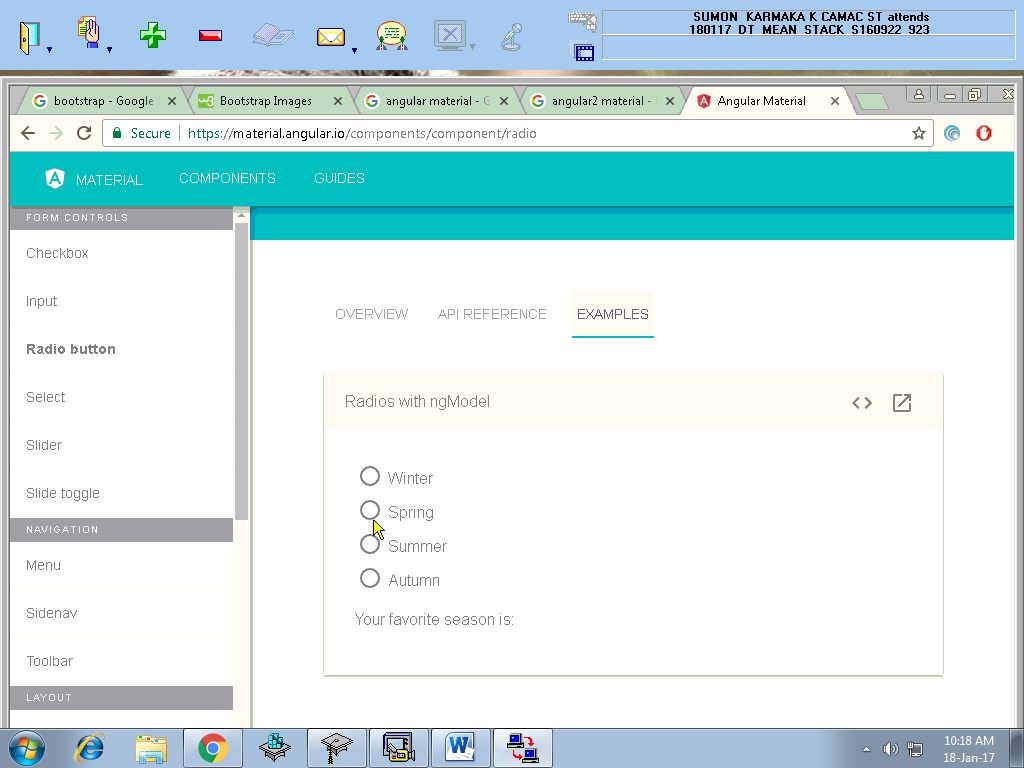 SUMON KARMAKA K CAMAC ST attends
180117 DT MEAN STACK S160922 923
bootstrap - Google
Bootstrap Images
angular material - G
angular2 material -
Angular Material
Secure
https://material.angular.io/components/component/radio
MATERIAL
COMPONENTS
GUIDES
FORM CONTROLS
Checkbox
Input
Radio button
Select
Slider
Slide toggle
NAVIGATION
Menu
Sidenav
Toolbar
LAYOUT
OVERVIEW
API REFERENCE
EXAMPLES
Radios with ngModel
Winter
Spring
Summer
Autumn
Your favorite season is:
10:18 AM
18-Jan-17